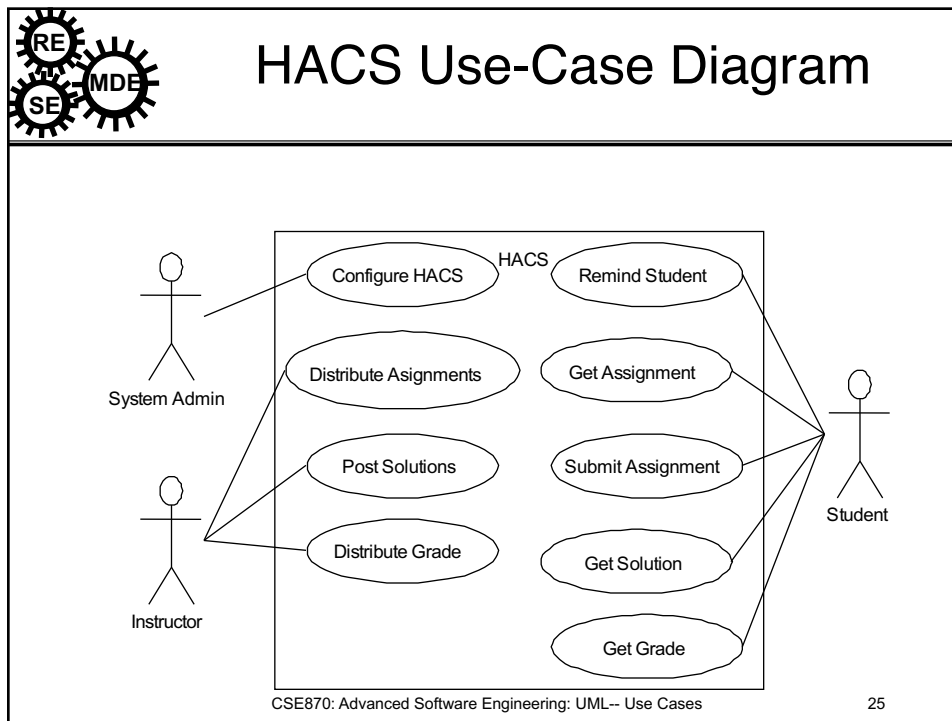 RE
MDE
SE
HACS Use-Case Diagram
HACS
Configure HACS
Remind Student
Distribute Asignments
Get Assignment
System Admin
Post Solutions
Submit Assignment
Student
Distribute Grade
Get Solution
Instructor
Get Grade
CSE870: Advanced Software Engineering: UML-- Use Cases
25